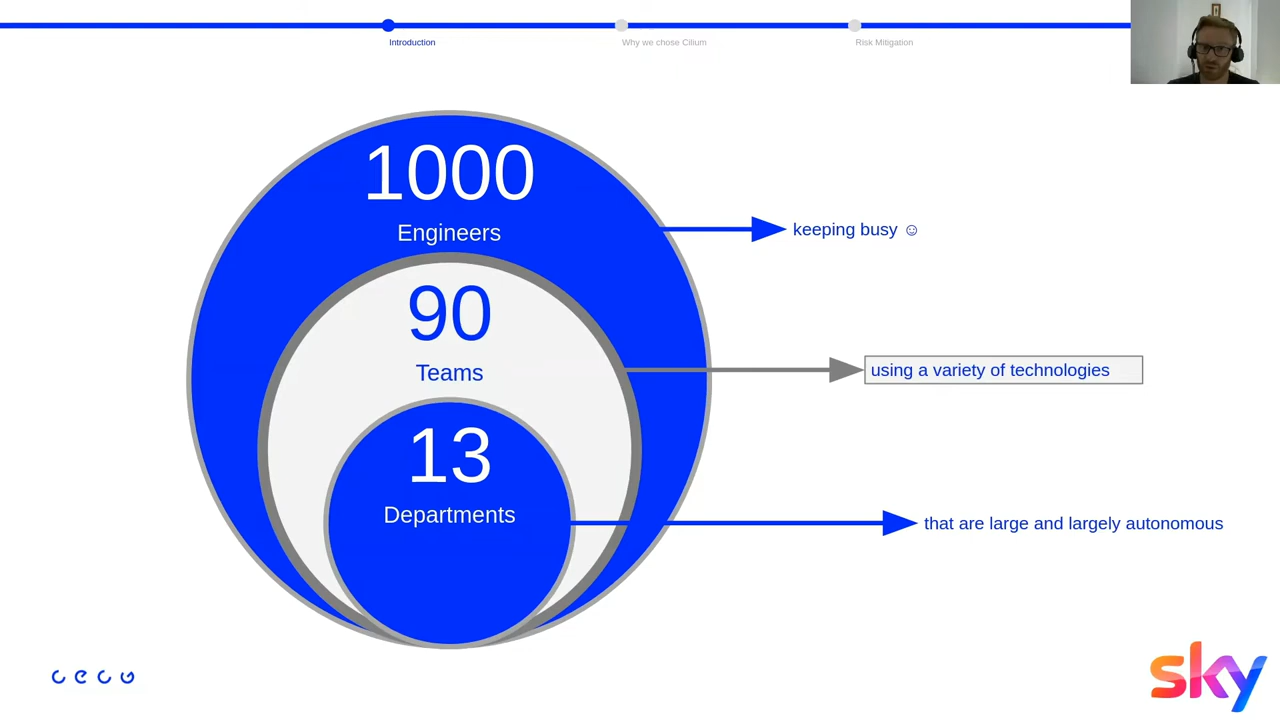 Introduction
Why we chose Cilium
Risk Mitigation
1000
Engineers
keeping busy ☺
90
Teams
using a variety of technologies
13
Departments
that are large and largely autonomous
CECG
sky